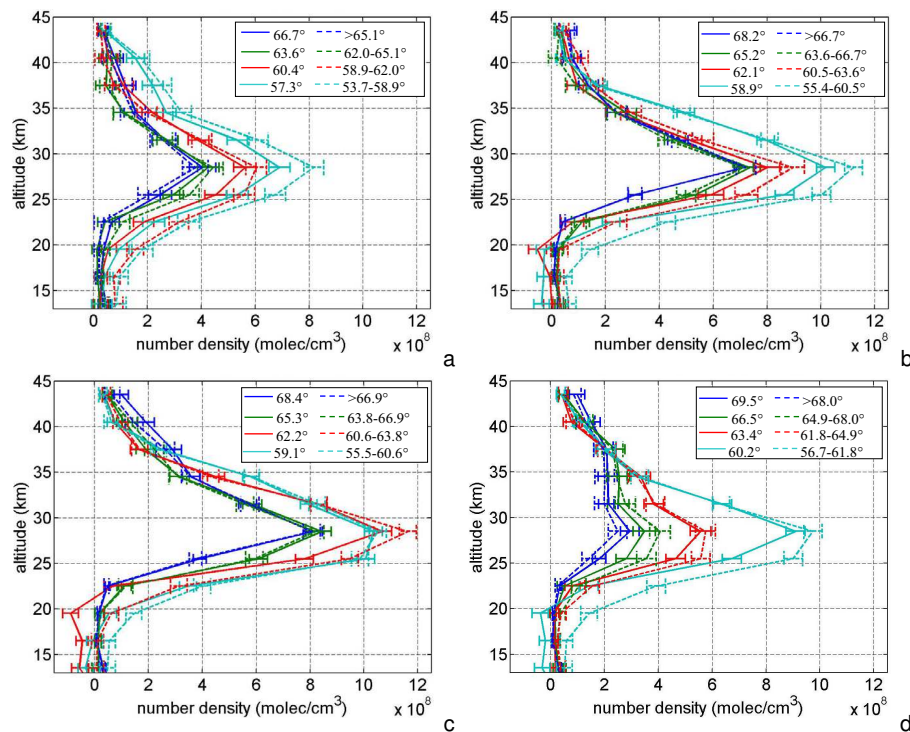 45
40
35
30
25
20
15
altitude (km)
66.7° >65.1°
63.6° 62.0-65.1°
60.4° 58.9-62.0°
57.3° 53.7-58.9°
0 2 4 6 8 10 12
number density (molec/cm³) x 10⁸
a
45
40
35
30
25
20
15
altitude (km)
68.2° >66.7°
65.2° 63.6-66.7°
62.1° 60.5-63.6°
58.9° 55.4-60.5°
0 2 4 6 8 10 12
number density (molec/cm³) x 10⁸
b
45
40
35
30
25
20
15
altitude (km)
68.4° >66.9°
65.3° 63.8-66.9°
62.2° 60.6-63.8°
59.1° 55.5-60.6°
0 2 4 6 8 10 12
number density (molec/cm³) x 10⁸
c
45
40
35
30
25
20
15
altitude (km)
69.5° >68.0°
66.5° 64.9-68.0°
63.4° 61.8-64.9°
60.2° 56.7-61.8°
0 2 4 6 8 10 12
number density (molec/cm³) x 10⁸
d